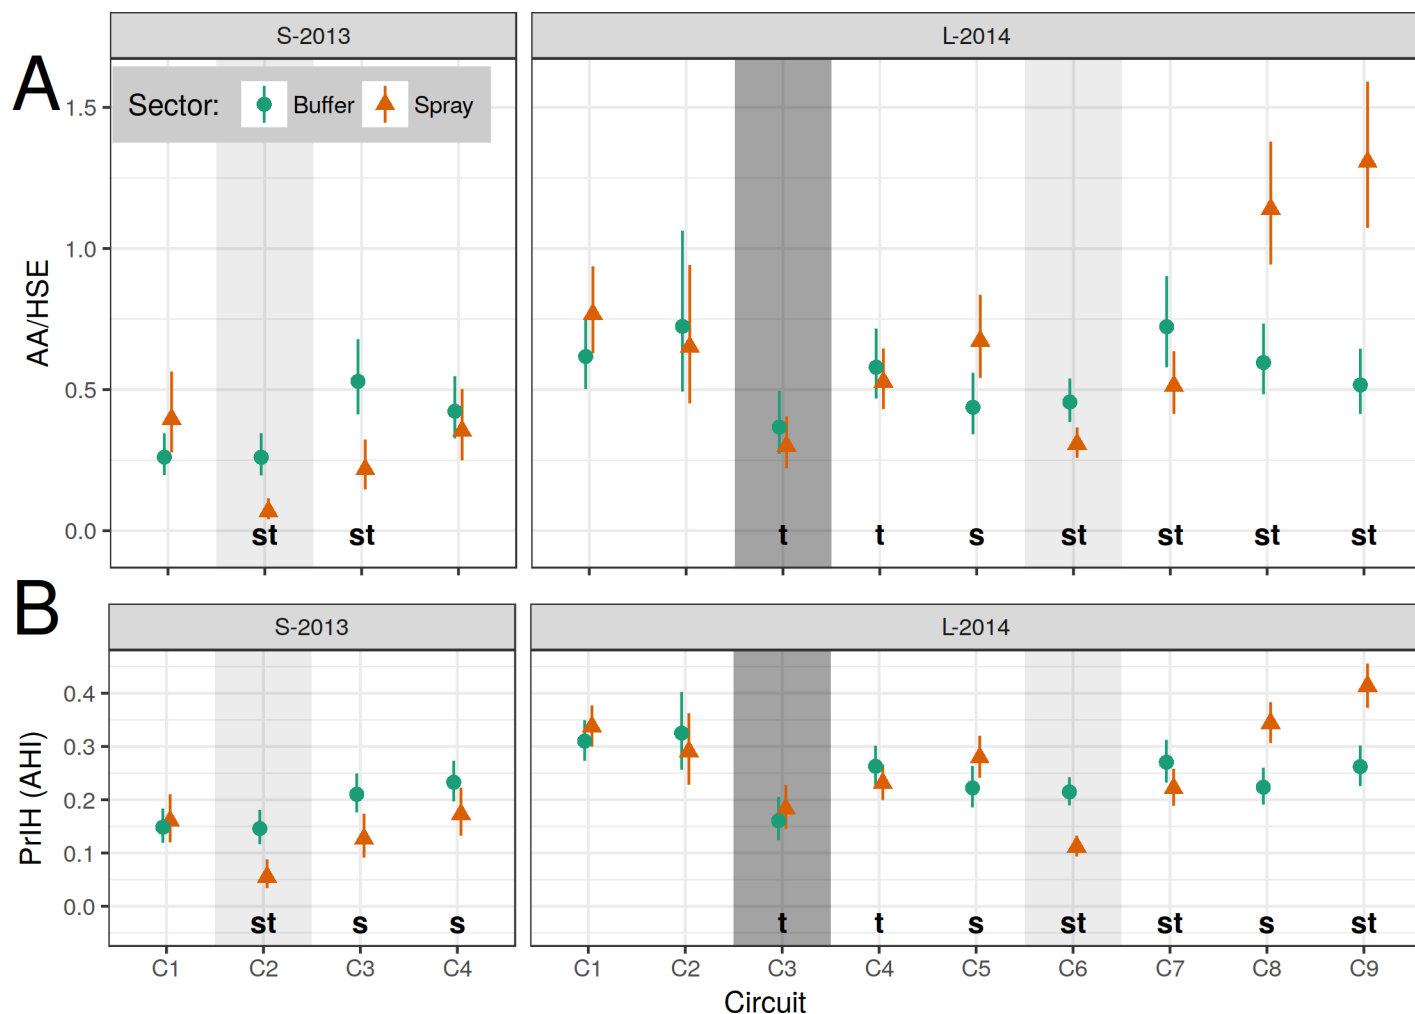 A
S-2013 L-2014
Sector: Buffer Spray
AA/HSE
1.5
1.0
0.5
0.0
st st t t s st st st st
B
S-2013 L-2014
PrIH (AHI)
0.4
0.3
0.2
0.1
0.0
st s s t t s st st s st
C1 C2 C3 C4 C1 C2 C3 C4 C5 C6 C7 C8 C9
Circuit